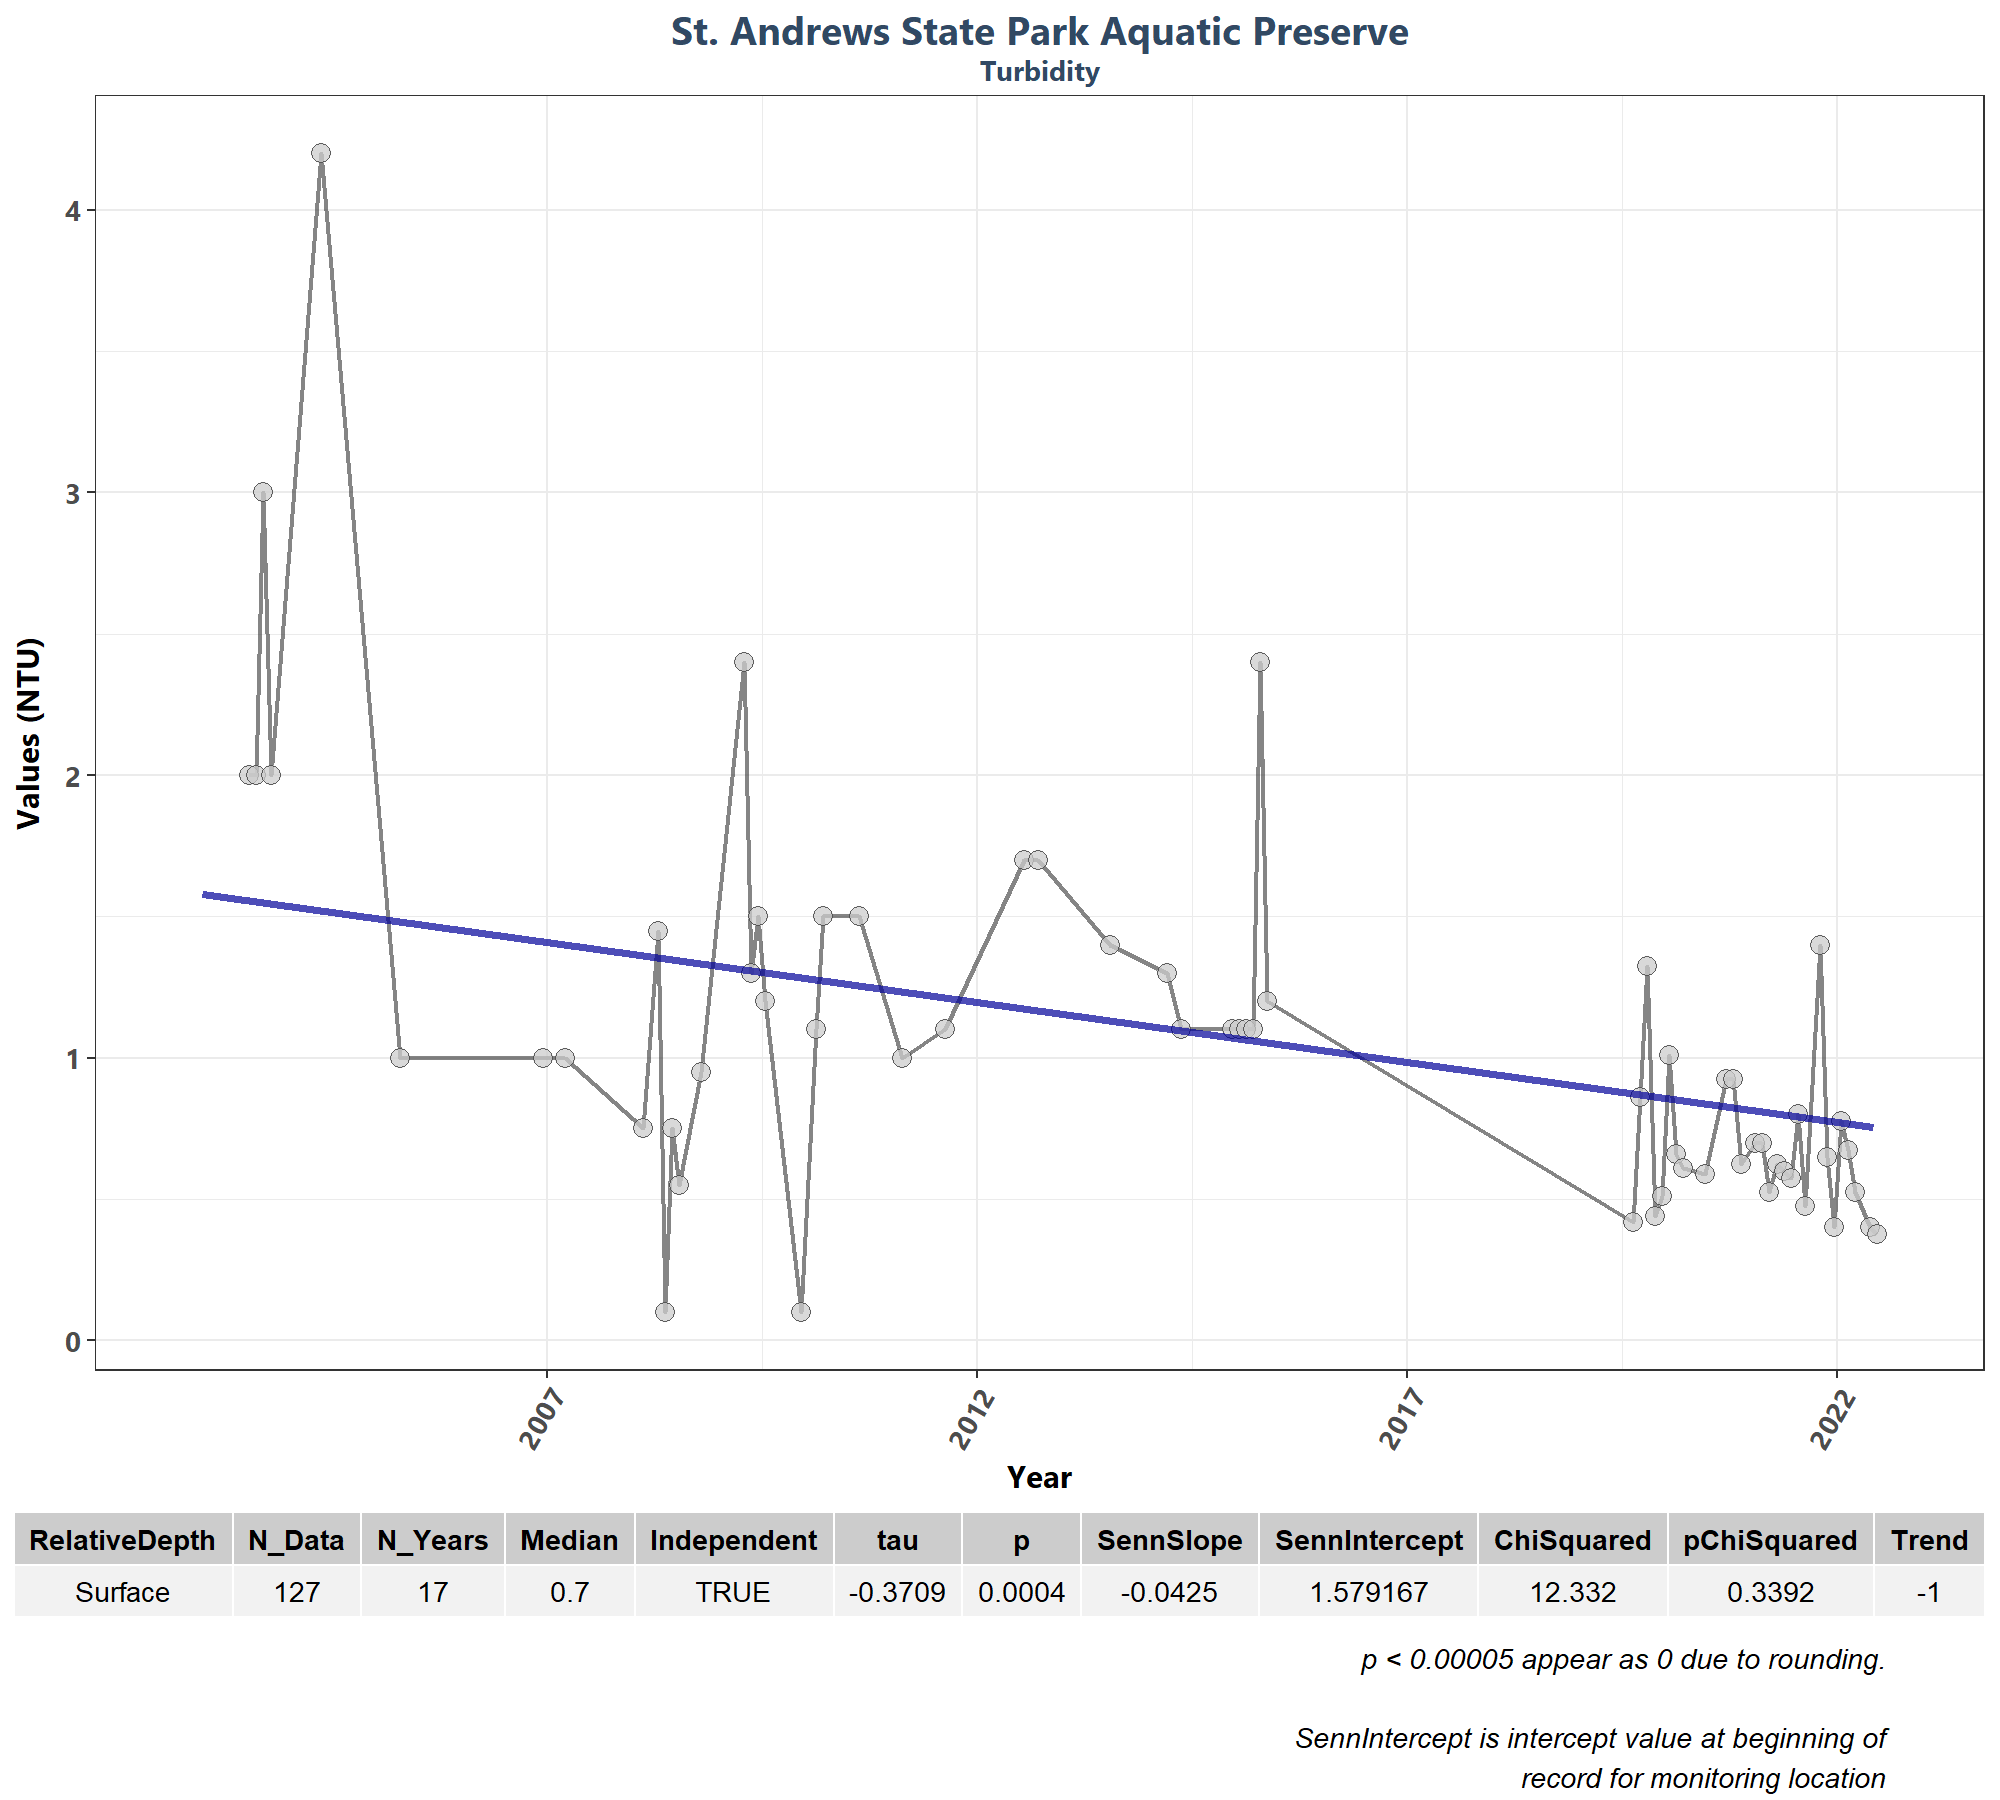 St. Andrews State Park Aquatic Preserve
Turbidity
Values (NTU)
4
3
2
1
0
2007
2012
2017
2022
Year
RelativeDepth N_Data N_Years Median Independent tau p SennSlope SennIntercept ChiSquared pChiSquared Trend
Surface 127 17 0.7 TRUE -0.3709 0.0004 -0.0425 1.579167 12.332 0.3392 -1
p < 0.00005 appear as 0 due to rounding.
SennIntercept is intercept value at beginning of
record for monitoring location